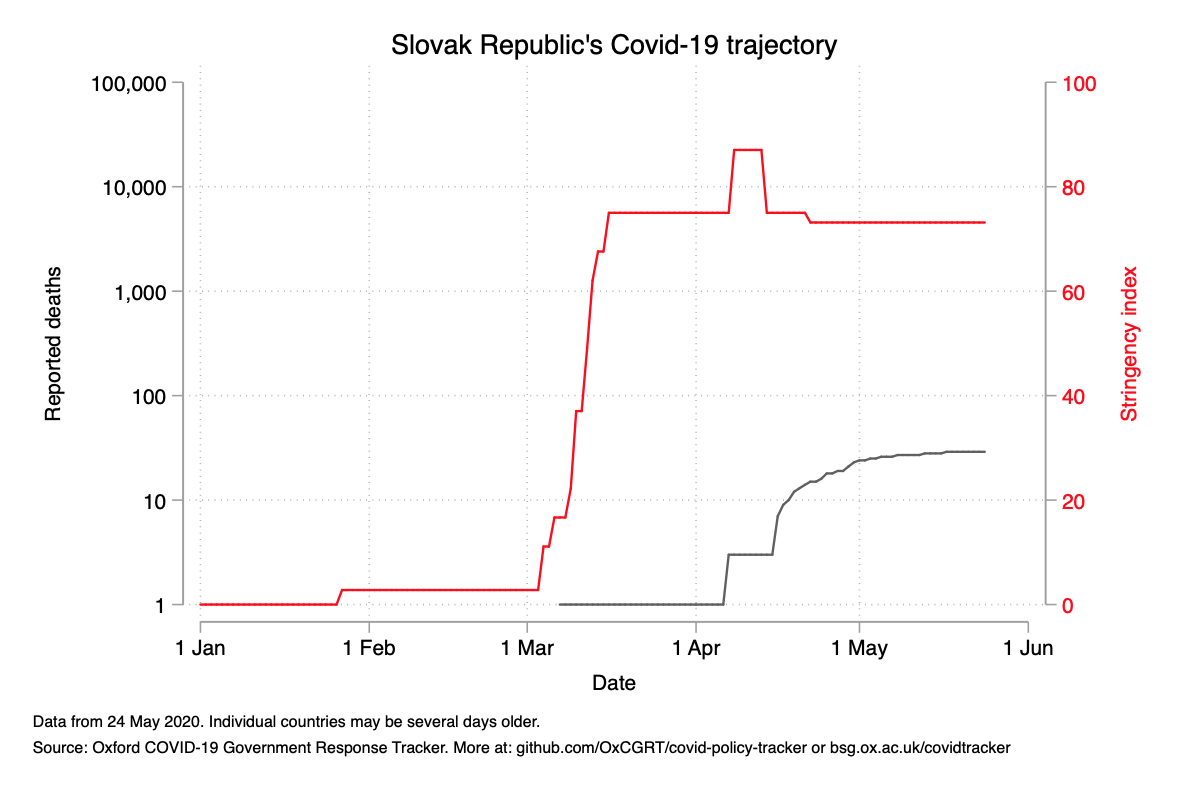 Slovak Republic's Covid-19 trajectory
100,000
10,000
1,000
100
10
1
Reported deaths
100
80
60
40
20
0
Stringency index
1 Jan
1 Feb
1 Mar
1 Apr
1 May
1 Jun
Date
Data from 24 May 2020. Individual countries may be several days older.
Source: Oxford COVID-19 Government Response Tracker. More at: github.com/OxCGRT/covid-policy-tracker or bsg.ox.ac.uk/covidtracker